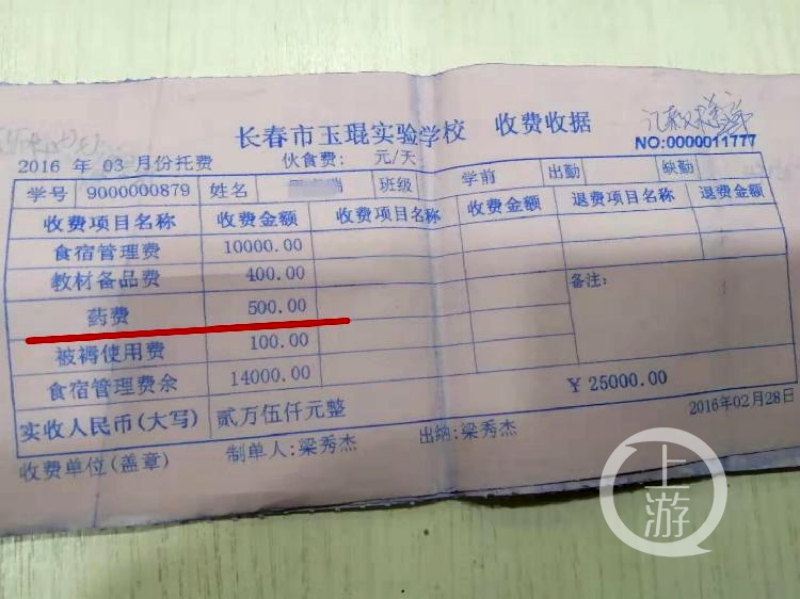 长春市玉琨实验学校 收费收据
NO:0000011777
2016 年 03 月份托费 伙食费: 元/天
学号 9000000879 姓名 班级 学前 出勤 缺勤
收费项目名称 收费金额 收费项目名称 收费金额 退费项目名称 退费金额
食宿管理费 10000.00
教材备品费 400.00
备注:
药费 500.00
被褥使用费 100.00
食宿管理费余 14000.00
实收人民币(大写) 贰万伍仟元整 ¥ 25000.00
2016年02月28日
收费单位(盖章) 制单人:梁秀杰 出纳:梁秀杰
上游